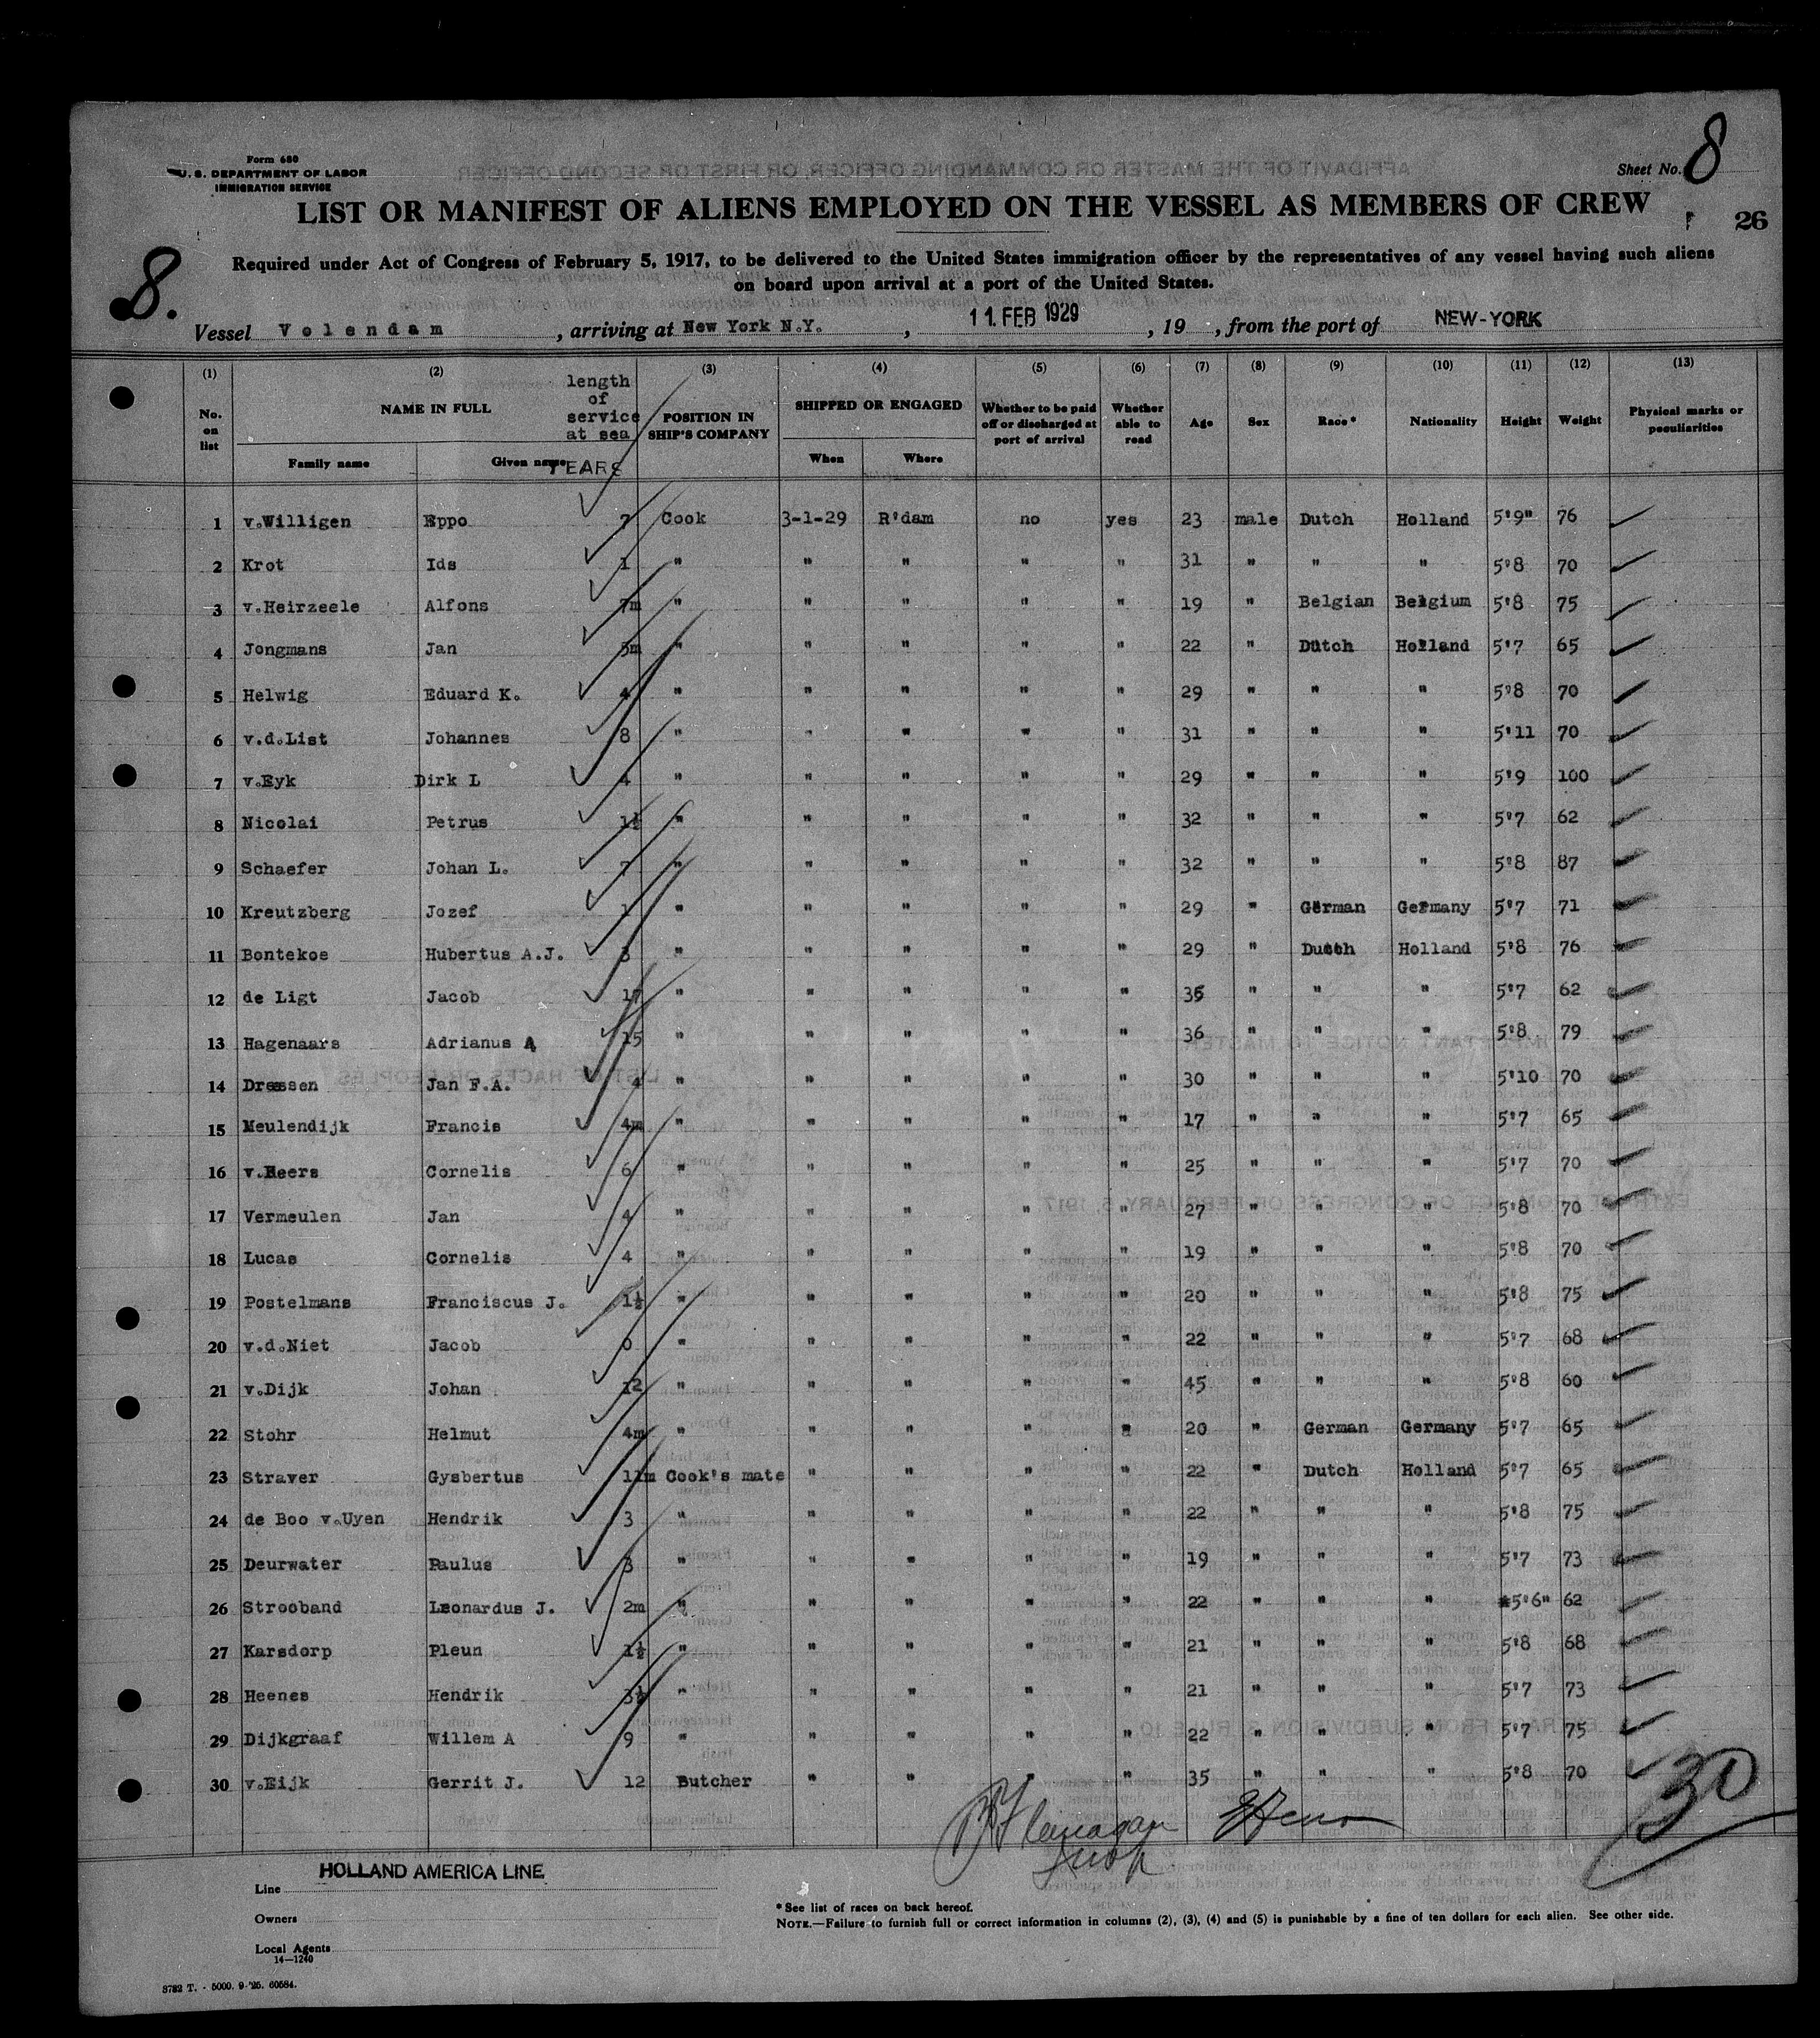 Form 680
U. S. DEPARTMENT OF LABOR
IMMIGRATION SERVICE
Sheet No. 8
LIST OR MANIFEST OF ALIENS EMPLOYED ON THE VESSEL AS MEMBERS OF CREW
26
8.
Required under Act of Congress of February 5, 1917, to be delivered to the United States immigration officer by the representatives of any vessel having such aliens
on board upon arrival at a port of the United States.
Vessel Volendam, arriving at New York N.Y., 11. FEB 1929, 19 , from the port of NEW-YORK
(1) (2) (3) (4) (5) (6) (7) (8) (9) (10) (11) (12) (13)
No. on list NAME IN FULL length of service at sea POSITION IN SHIP'S COMPANY SHIPPED OR ENGAGED Whether to be paid off or discharged at port of arrival Whether able to read Age Sex Race* Nationality Height Weight Physical marks or peculiarities
Family name Given name YEARS When Where
1 v.Willigen Eppo 7 Cook 3-1-29 R'dam no yes 23 male Dutch Holland 5'9" 76
2 Krot Ids 1 " " " " " 31 " " " 5'8 70
3 v.Heirzeele Alfons 7m " " " " " 19 " Belgian Belgium 5'8 75
4 Jongmans Jan 5m " " " " " 22 " Dutch Holland 5'7 65
5 Helwig Eduard K. 4 " " " " " 29 " " " 5'8 70
6 v.d.List Johannes 8 " " " " " 31 " " " 5'11 70
7 v.Eyk Dirk L 4 " " " " " 29 " " " 5'9 100
8 Nicolai Petrus 1½ " " " " " 32 " " " 5'7 62
9 Schaefer Johan L. 7 " " " " " 32 " " " 5'8 87
10 Kreutzberg Jozef 1 " " " " " 29 " German Germany 5'7 71
11 Bontekoe Hubertus A.J. 3 " " " " " 29 " Dutch Holland 5'8 76
12 de Ligt Jacob 17 " " " " " 35 " " " 5'7 62
13 Hagenaars Adrianus A 15 " " " " " 36 " " " 5'8 79
14 Dressen Jan F.A. 4 " " " " " 30 " " " 5'10 70
15 Meulendijk Francis 4m " " " " " 17 " " " 5'7 65
16 v.Heers Cornelis 6 " " " " " 25 " " " 5'7 70
17 Vermeulen Jan 4 " " " " " 27 " " " 5'8 70
18 Lucas Cornelis 4 " " " " " 19 " " " 5'8 70
19 Postelmans Franciscus J. 1½ " " " " " 20 " " " 5'8 75
20 v.d.Niet Jacob 0 " " " " " 22 " " " 5'7 68
21 v.Dijk Johan 12 " " " " " 45 " " " 5'8 60
22 Stohr Helmut 4m " " " " " 20 " German Germany 5'7 65
23 Straver Gysbertus 11m Cook's mate " " " " 22 " Dutch Holland 5'7 65
24 de Boo v.Uyen Hendrik 3 " " " " " 22 " " " 5'8 75
25 Deurwater Paulus 3 " " " " " 19 " " " 5'7 73
26 Strooband Leonardus J. 2m " " " " " 22 " " " 5'6" 62
27 Karsdorp Pleun 1½ " " " " " 21 " " " 5'8 68
28 Heenes Hendrik 3½ " " " " " 21 " " " 5'7 73
29 Dijkgraaf Willem A 9 " " " " " 22 " " " 5'7 75
30 v.Eijk Gerrit J. 12 Butcher " " " " 35 " " " 5'8 70
30
Line HOLLAND AMERICA LINE
Owners
Local Agents
14—1240
* See list of races on back hereof.
NOTE.—Failure to furnish full or correct information in columns (2), (3), (4) and (5) is punishable by a fine of ten dollars for each alien. See other side.
3782 T. - 5000. 9-'25. 60584.